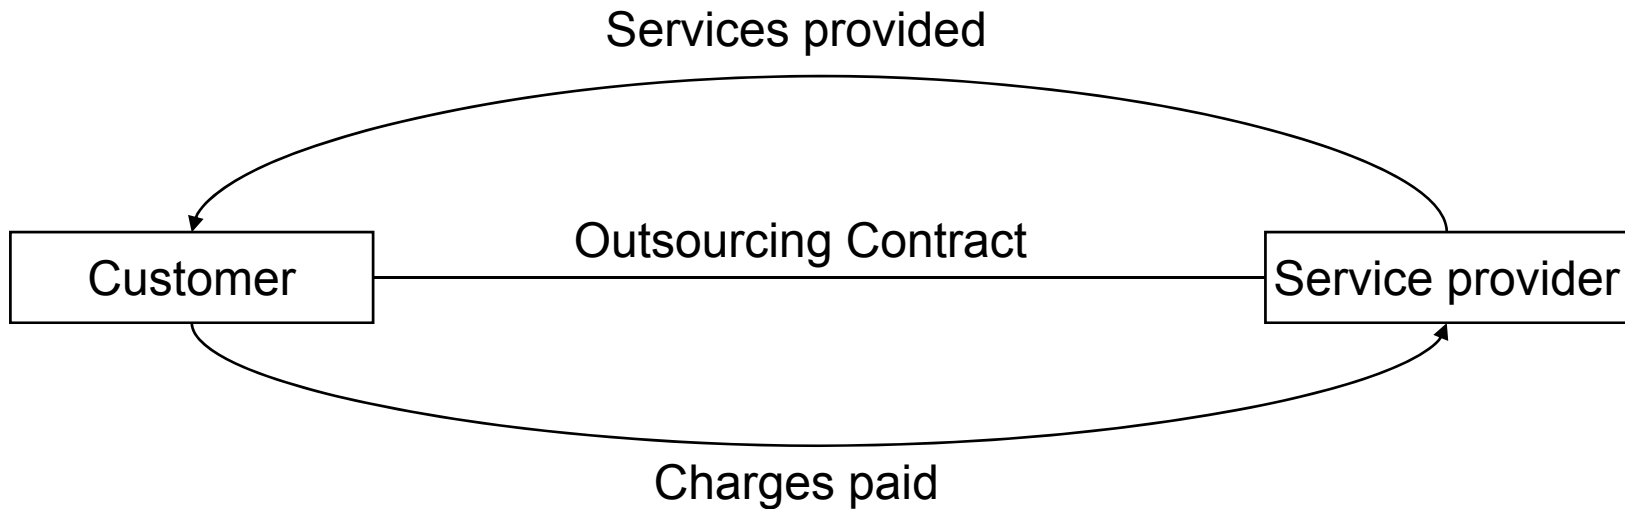 Services provided
Outsourcing Contract
Customer
Service provider
Charges paid